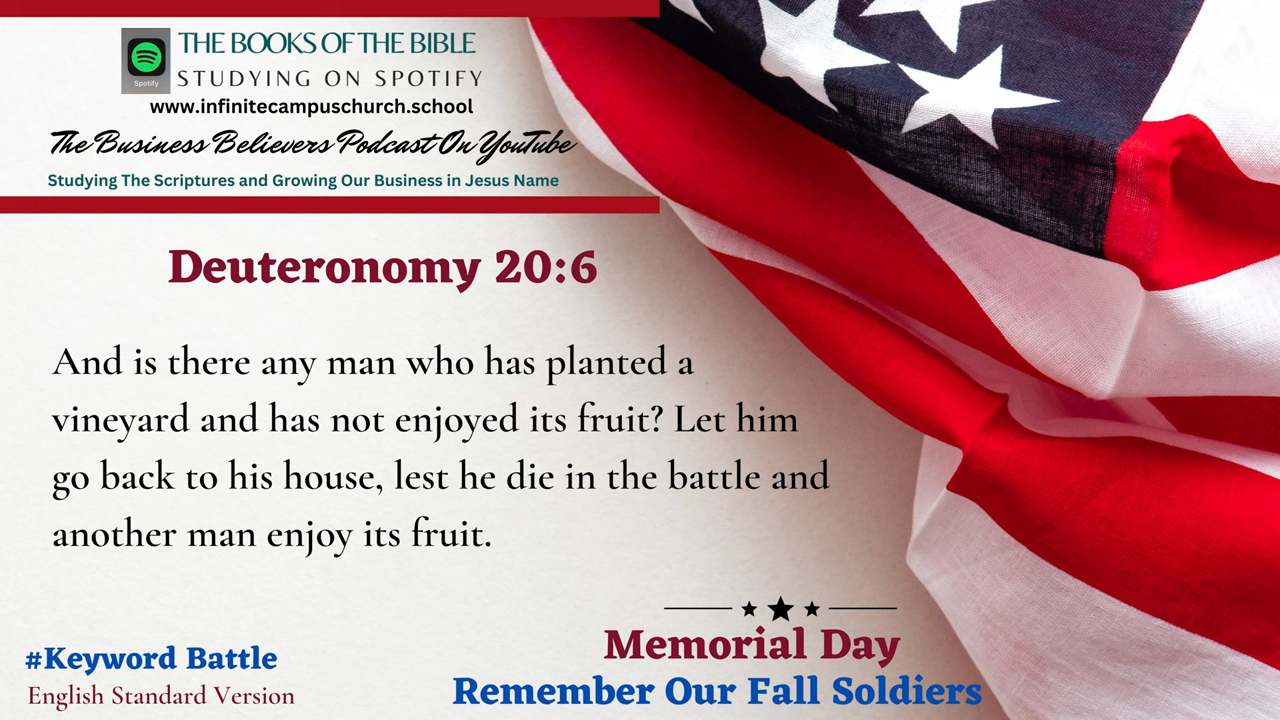 Spotify
THE BOOKS OF THE BIBLE
STUDYING ON SPOTIFY
www.infinitecampuschurch.school
The Business Believers Podcast On YouTube
Studying The Scriptures and Growing Our Business in Jesus Name
Deuteronomy 20:6
And is there any man who has planted a
vineyard and has not enjoyed its fruit? Let him
go back to his house, lest he die in the battle and
another man enjoy its fruit.
#Keyword Battle
English Standard Version
Memorial Day
Remember Our Fall Soldiers